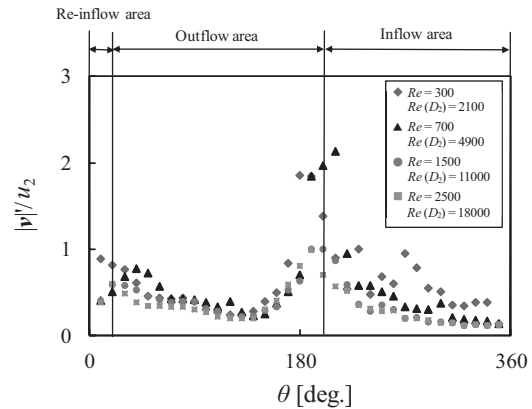 Re-inflow area
Outflow area
Inflow area
3
2
1
0
|v|'/u₂
Re = 300
Re (D₂) = 2100
Re = 700
Re (D₂) = 4900
Re = 1500
Re (D₂) = 11000
Re = 2500
Re (D₂) = 18000
0
180
360
θ [deg.]